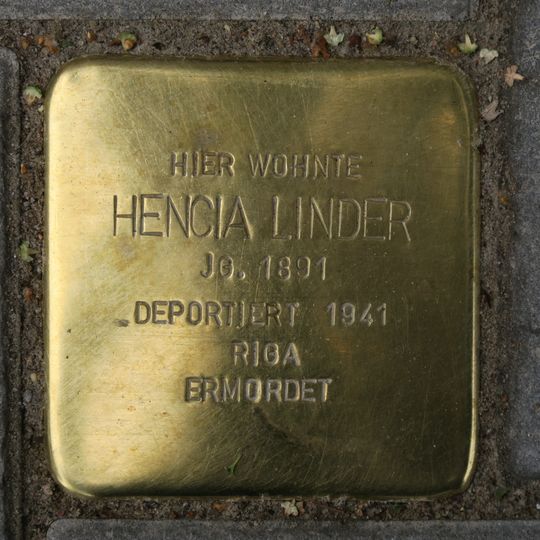 HIER WOHNTE
HENCIA LINDER
JG. 1891
DEPORTIERT 1941
RIGA
ERMORDET